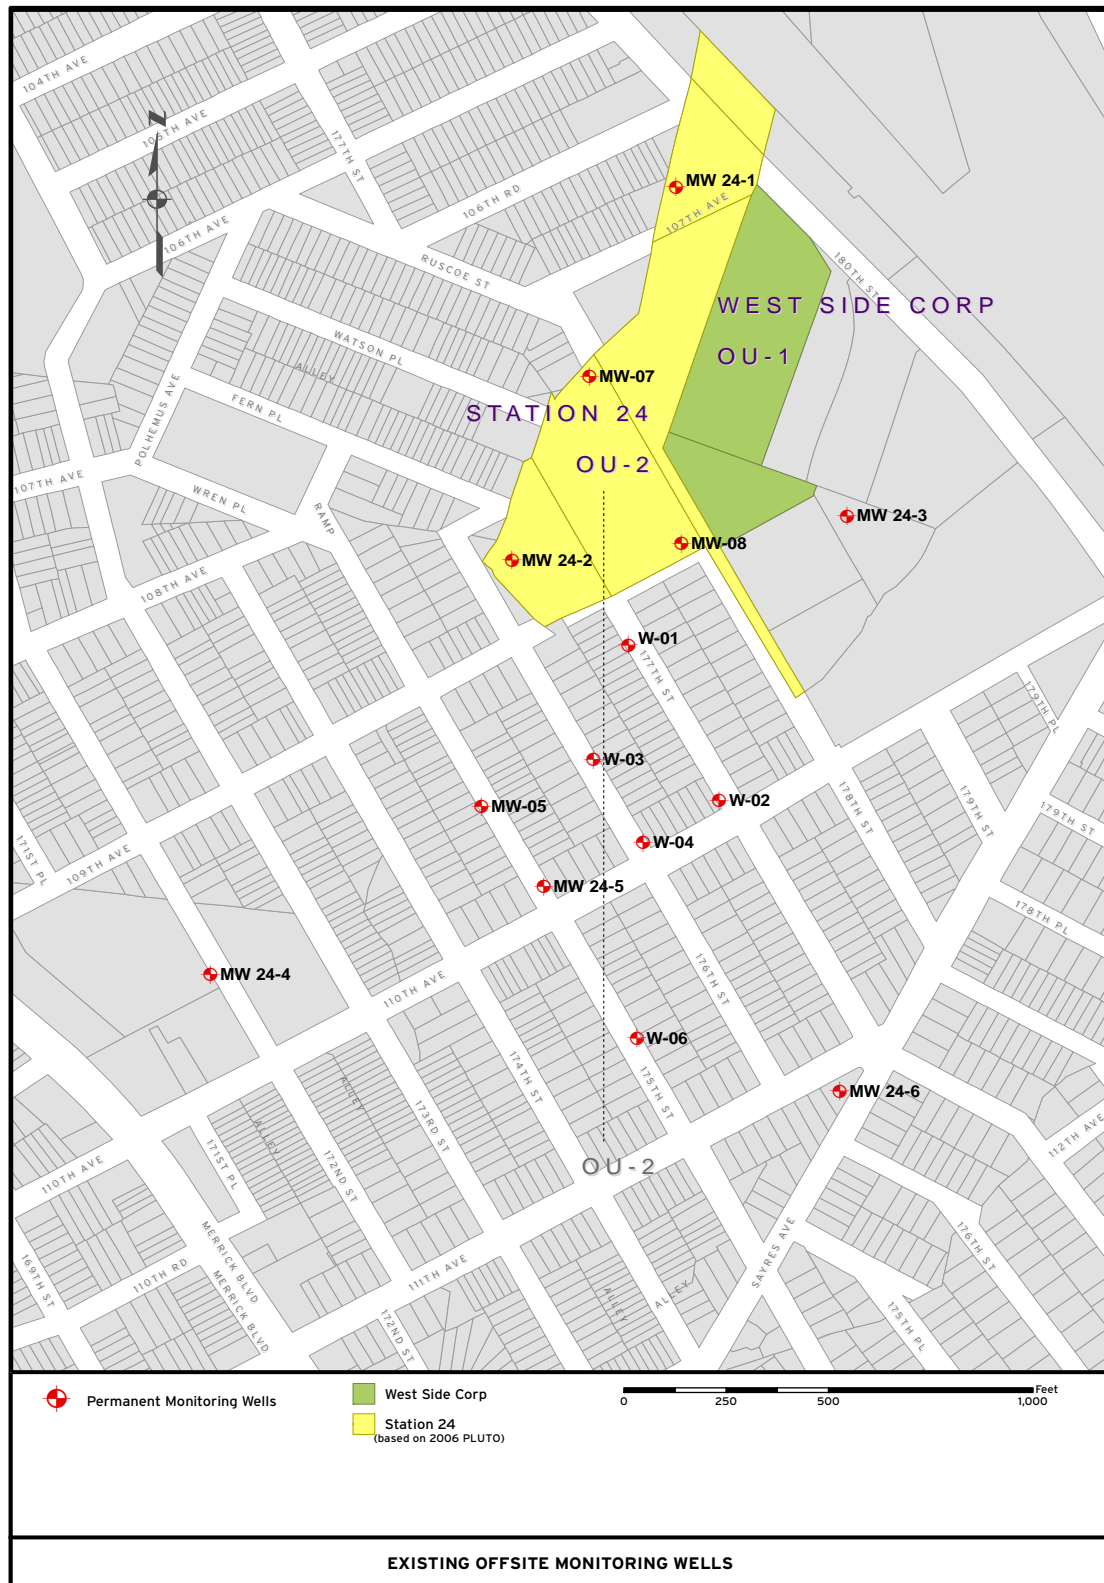 104TH AVE
105TH AVE
177TH ST
N
106TH AVE
106TH RD
MW 24-1
107TH AVE
RUSCOE ST
180TH ST
WEST SIDE CORP
OU-1
WATSON PL
ALLEY
FERN PL
POLHEMUS AVE
MW-07
STATION 24
OU-2
107TH AVE
WREN PL
RAMP
MW 24-3
MW-08
MW 24-2
108TH AVE
W-01
177TH ST
179TH PL
W-03
W-02
MW-05
178TH ST
179TH ST
179TH ST
W-04
171ST PL
109TH AVE
MW 24-5
178TH PL
MW 24-4
110TH AVE
176TH ST
W-06
174TH ST
175TH ST
MW 24-6
ALLEY
173RD ST
ALLEY
112TH AVE
110TH AVE
171ST PL
172ND ST
OU-2
176TH ST
SAYRES AVE
MERRICK BLVD
MERRICK BLVD
169TH ST
110TH RD
111TH AVE
172ND ST
ALLEY
ALLEY
175TH PL
Permanent Monitoring Wells
West Side Corp
Station 24
(based on 2006 PLUTO)
Feet
0 250 500 1,000
EXISTING OFFSITE MONITORING WELLS